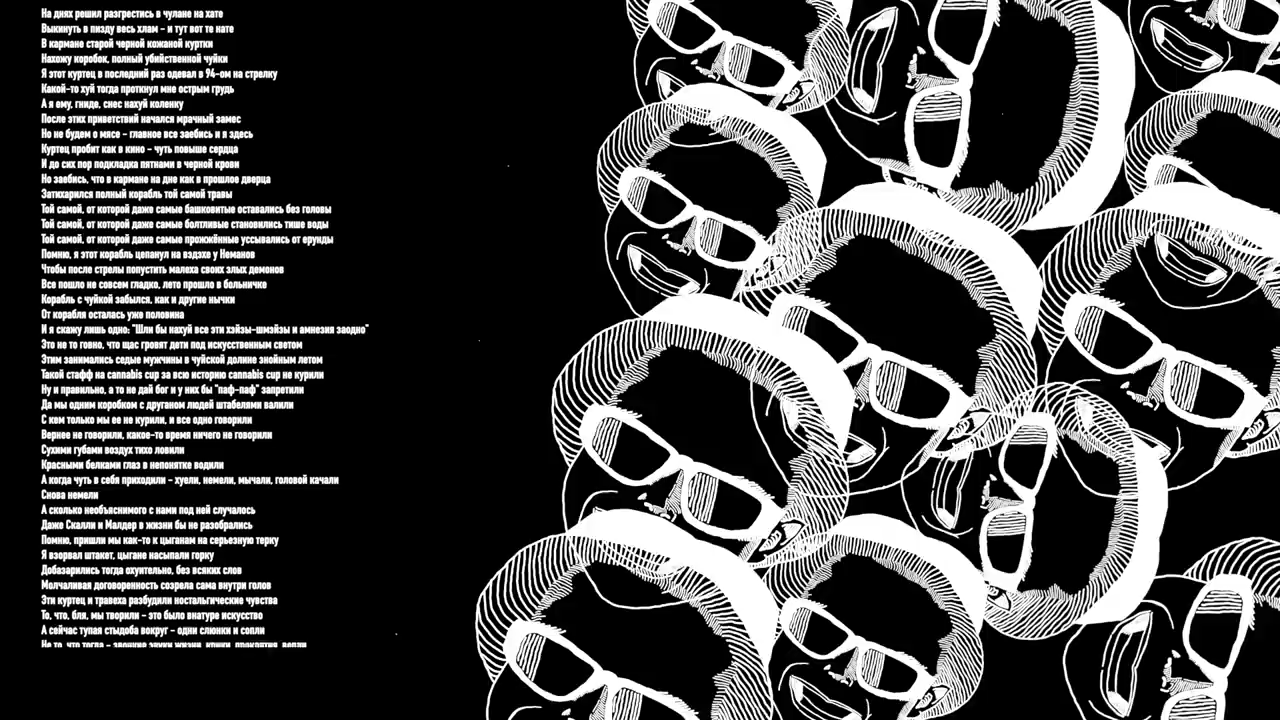 На днях решил разгрестись в чулане на хате
Выкинуть в пизду весь хлам – и тут вот те нате
В кармане старой черной кожаной куртки
Нахожу коробок, полный убийственной чуйки
Я этот куртец в последний раз одевал в 94-ом на стрелку
Какой-то хуй тогда проткнул мне острым грудь
А я ему, гниде, снес нахуй коленку
После этих приветствий начался мрачный замес
Но не будем о мясе – главное все заебись и я здесь
Куртец пробит как в кино – чуть повыше сердца
И до сих пор подкладка пятнами в черной крови
Но заебись, что в кармане на дне как в прошлое дверца
Затихарился полный корабль той самой травы
Той самой, от которой даже самые башковитые оставались без головы
Той самой, от которой даже самые болтливые становились тише воды
Той самой, от которой даже самые прожжённые уссывались от ерунды
Помню, я этот корабль цепанул на вэдэхе у Неманов
Чтобы после стрелы попустить малеха своих злых демонов
Все пошло не совсем гладко, лето прошло в больничке
Корабль с чуйкой забылся, как и другие нычки
От корабля осталась уже половина
И я скажу лишь одно: "Шли бы нахуй все эти хэйзы-шмэйзы и амнезия заодно"
Это не то говно, что щас гровят дети под искусственным светом
Этим занимались седые мужчины в чуйской долине знойным летом
Такой стафф на cannabis cup за всю историю cannabis cup не курили
Ну и правильно, а то не дай бог и у них бы "паф-паф" запретили
Да мы одним коробком с друганом людей штабелями валили
С кем только мы ее не курили, и все одно говорили
Вернее не говорили, какое-то время ничего не говорили
Сухими губами воздух тихо ловили
Красными белками глаз в непонятке водили
А когда чуть в себя приходили – хуели, немели, мычали, головой качали
Снова немели
А сколько необъяснимого с нами под ней случалось
Даже Скалли и Малдер в жизни бы не разобрались
Помню, пришли мы как-то к цыганам на серьезную терку
Я взорвал штакет, цыгане насыпали горку
Добазарились тогда охуительно, без всяких слов
Молчаливая договоренность созрела сама внутри голов
Эти куртец и травеха разбудили ностальгические чувства
То, что, бля, мы творили – это было внатуре искусство
А сейчас тупая стыдоба вокруг – одни слюнки и сопли
Не то, что тогда – звонкие звуки жизни, крики, проклятия, вопли